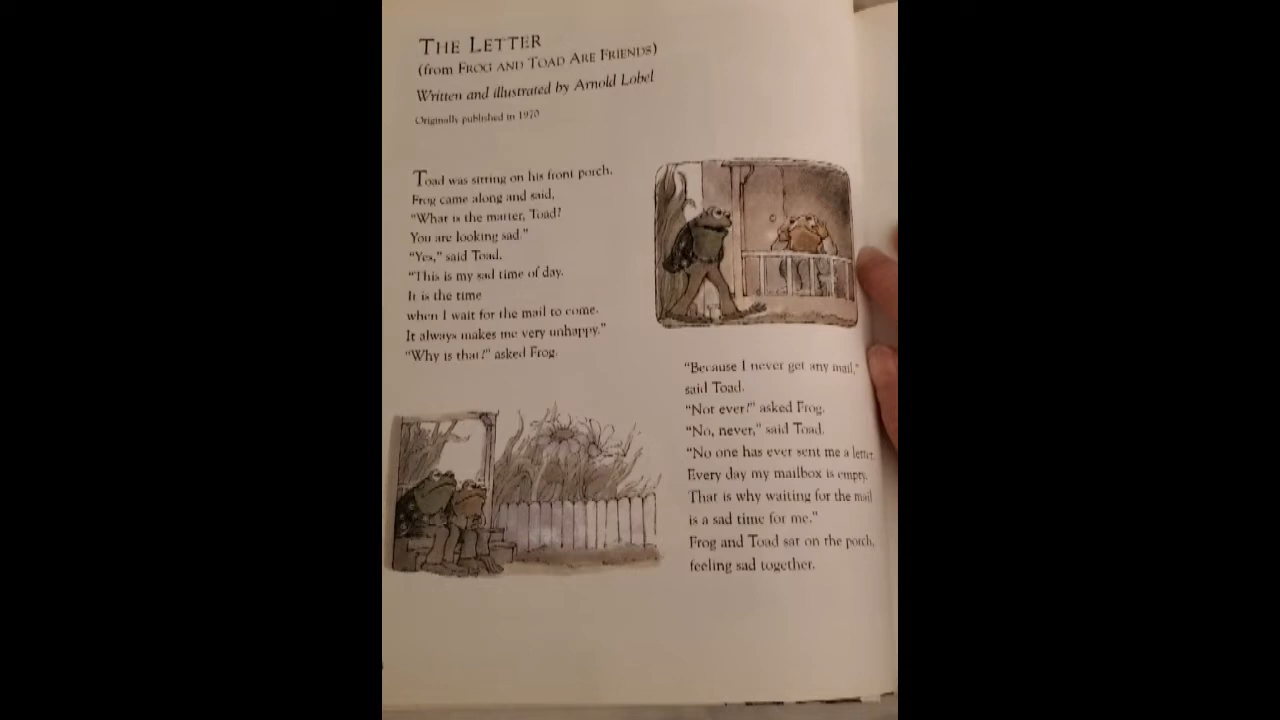 THE LETTER
(from FROG AND TOAD ARE FRIENDS)
Written and illustrated by Arnold Lobel
Originally published in 1970
Toad was sitting on his front porch.
Frog came along and said,
“What is the matter, Toad?
You are looking sad.”
“Yes,” said Toad.
“This is my sad time of day.
It is the time
when I wait for the mail to come.
It always makes me very unhappy.”
“Why is that?” asked Frog.
“Because I never get any mail,”
said Toad.
“Not ever?” asked Frog.
“No, never,” said Toad.
“No one has ever sent me a letter.
Every day my mailbox is empty.
That is why waiting for the mail
is a sad time for me.”
Frog and Toad sat on the porch,
feeling sad together.